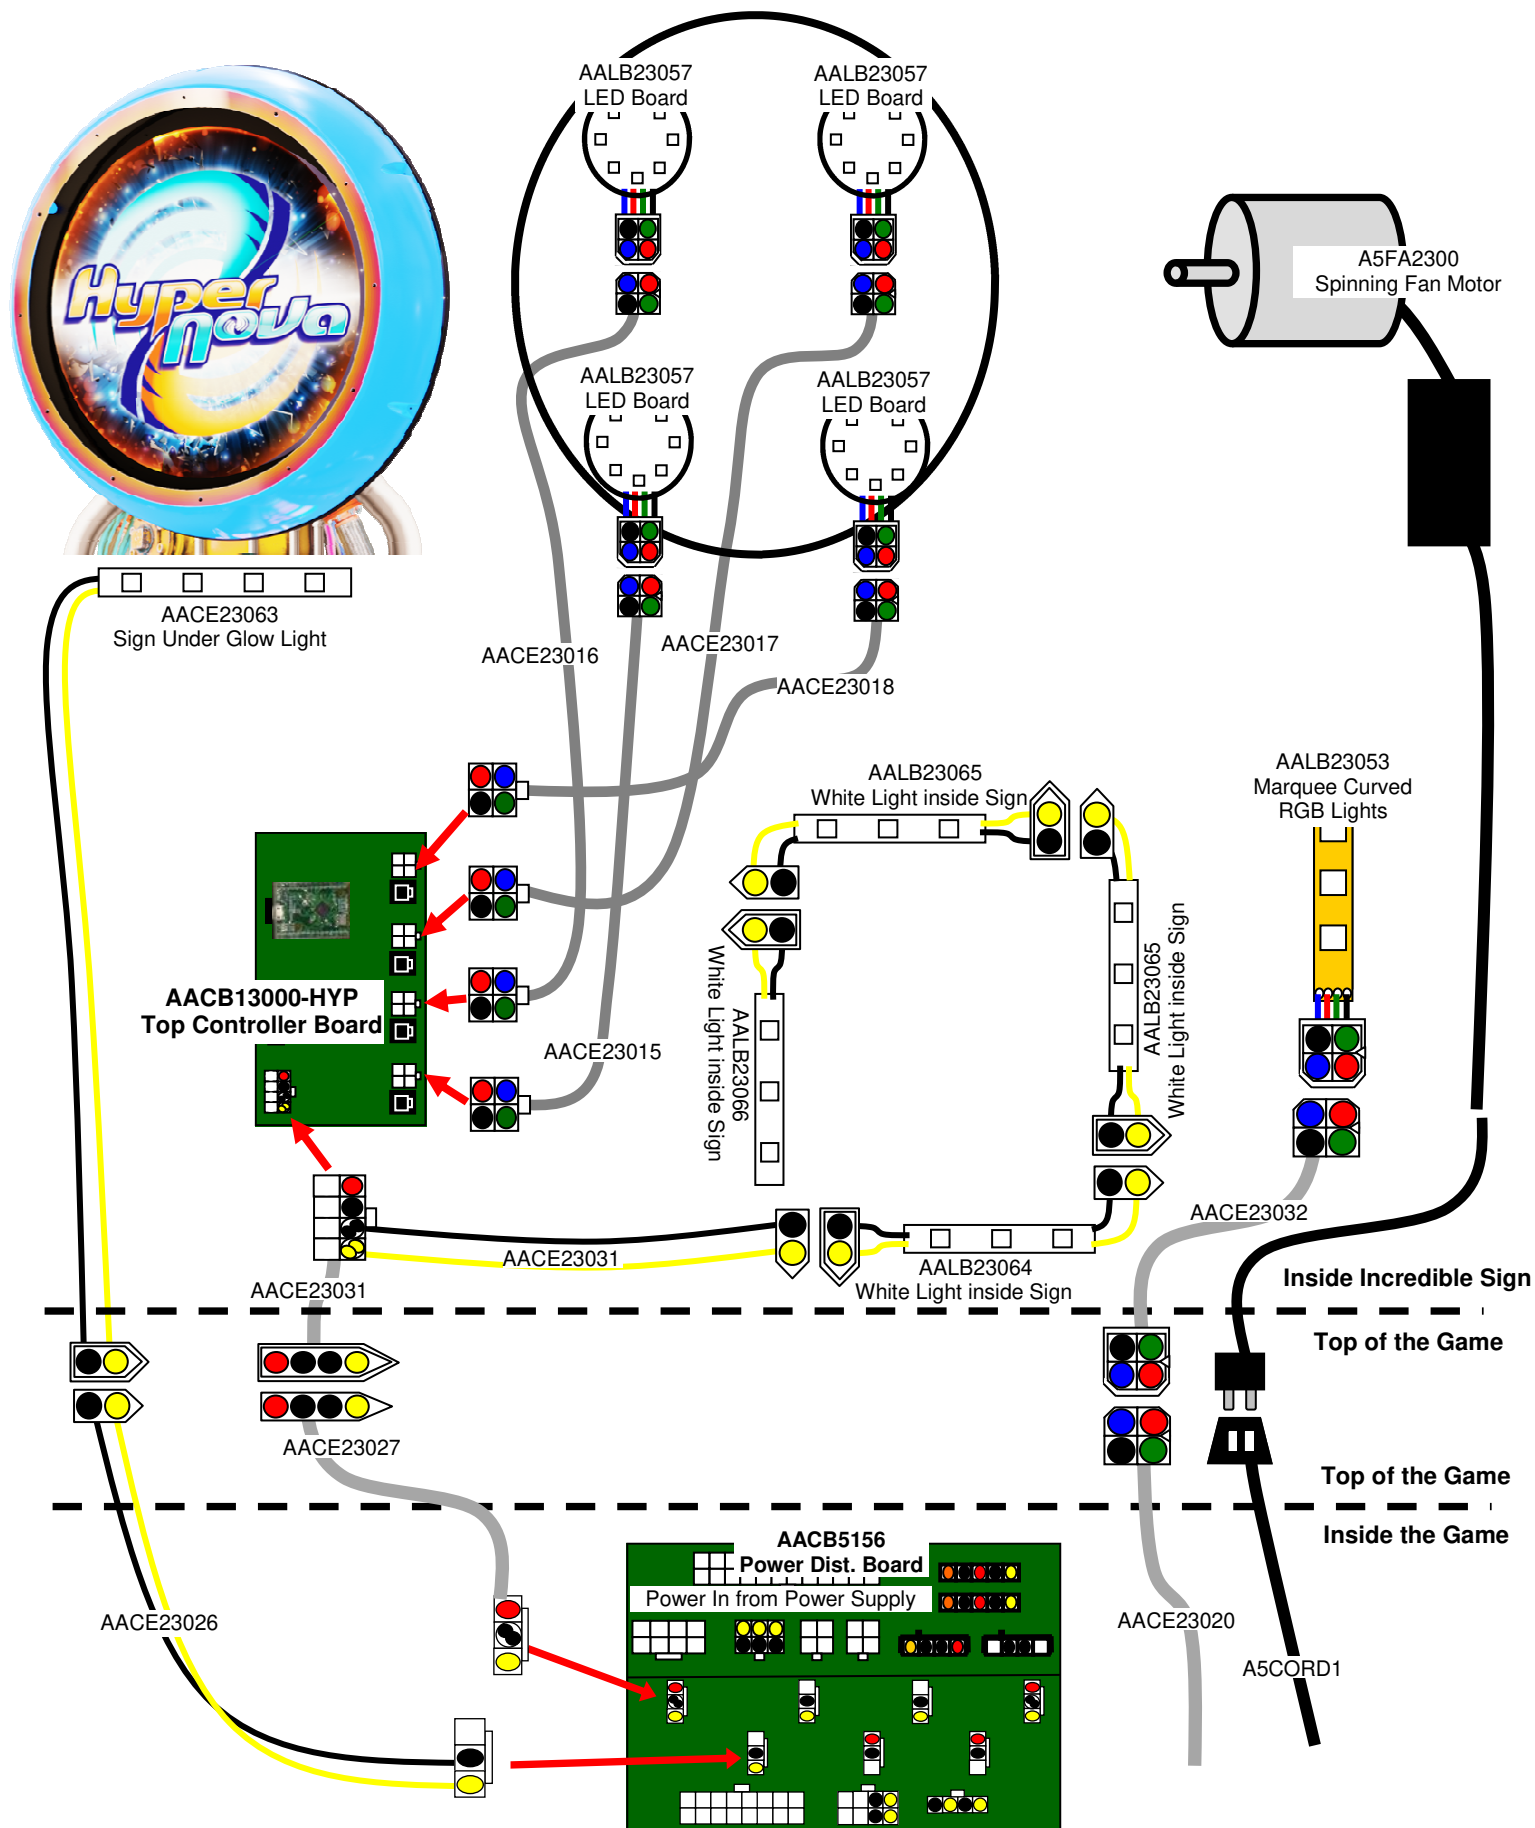 AALB23057
LED Board
AALB23057
LED Board
Hyper
Nova
A5FA2300
Spinning Fan Motor
AALB23057
LED Board
AALB23057
LED Board
AACE23063
Sign Under Glow Light
AACE23016
AACE23017
AACE23018
AALB23065
White Light inside Sign
AALB23053
Marquee Curved
RGB Lights
AALB23065
White Light inside Sign
AACB13000-HYP
Top Controller Board
AALB23066
White Light inside Sign
AACE23015
AACE23032
AACE23031
AALB23064
White Light inside Sign
AACE23031
Inside Incredible Sign
Top of the Game
AACE23027
Top of the Game
Inside the Game
AACB5156
Power Dist. Board
Power In from Power Supply
AACE23026
AACE23020
A5CORD1